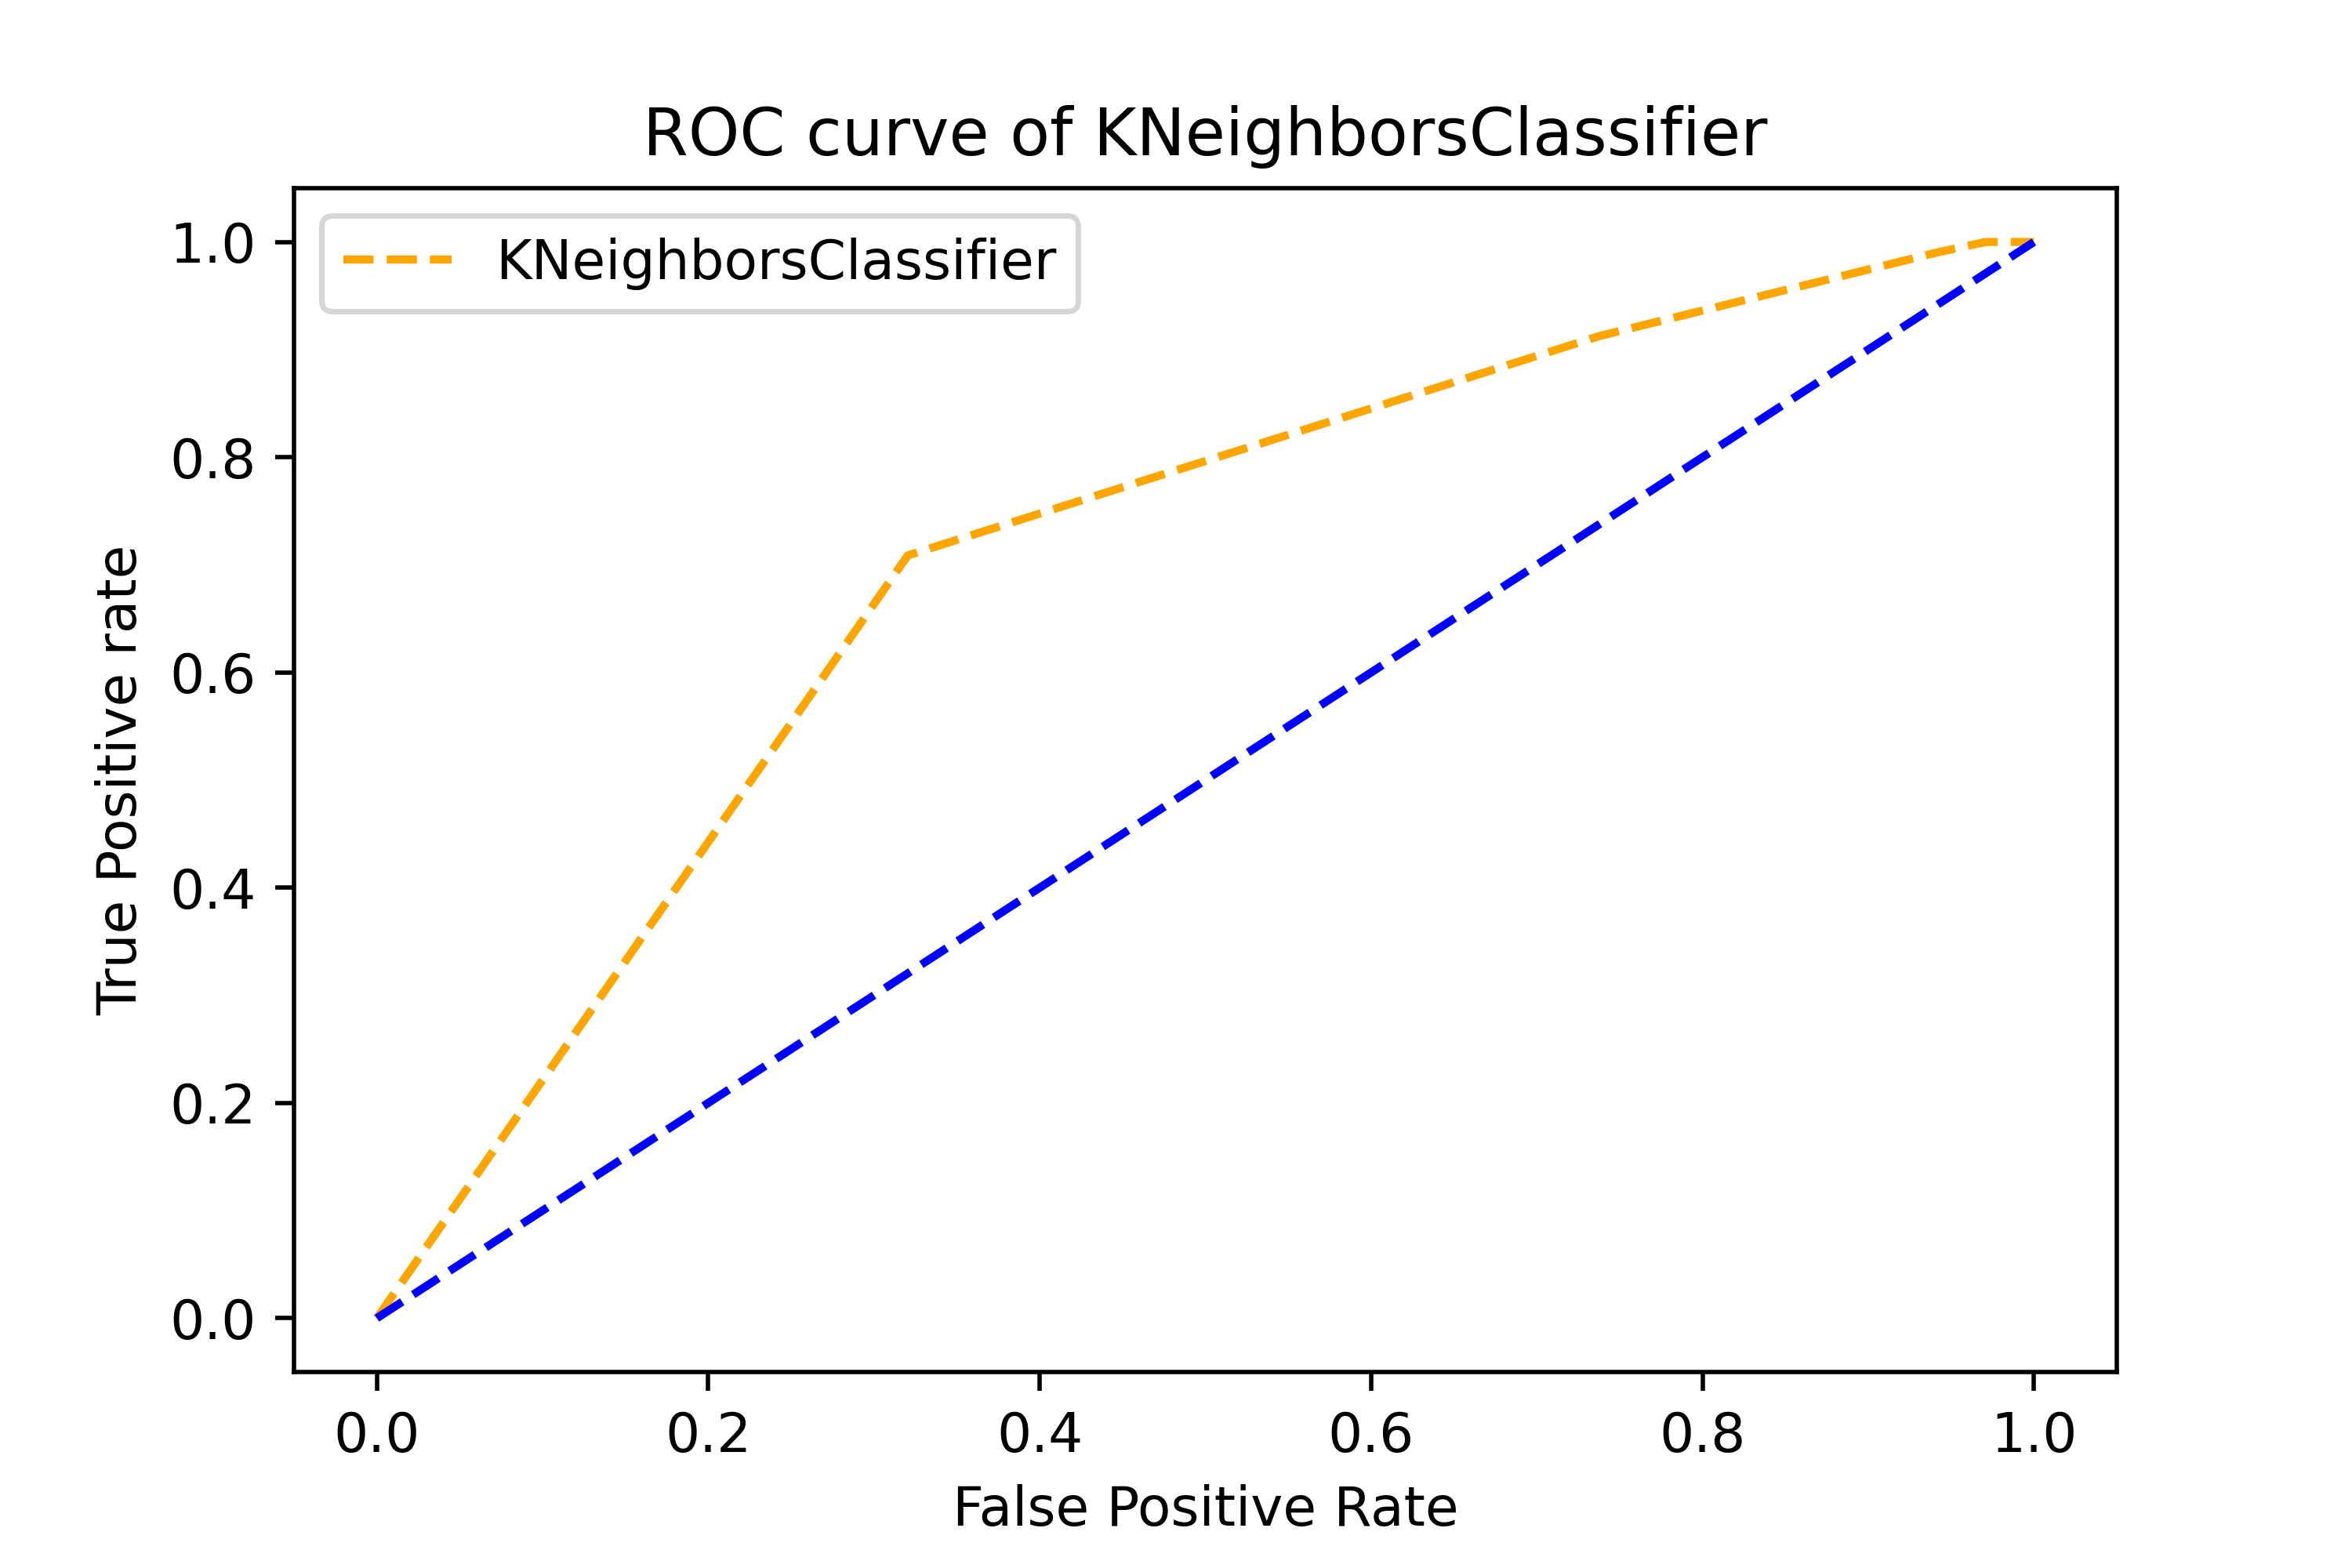 ROC curve of KNeighborsClassifier
KNeighborsClassifier
True Positive rate
1.0
0.8
0.6
0.4
0.2
0.0
0.0 0.2 0.4 0.6 0.8 1.0
False Positive Rate